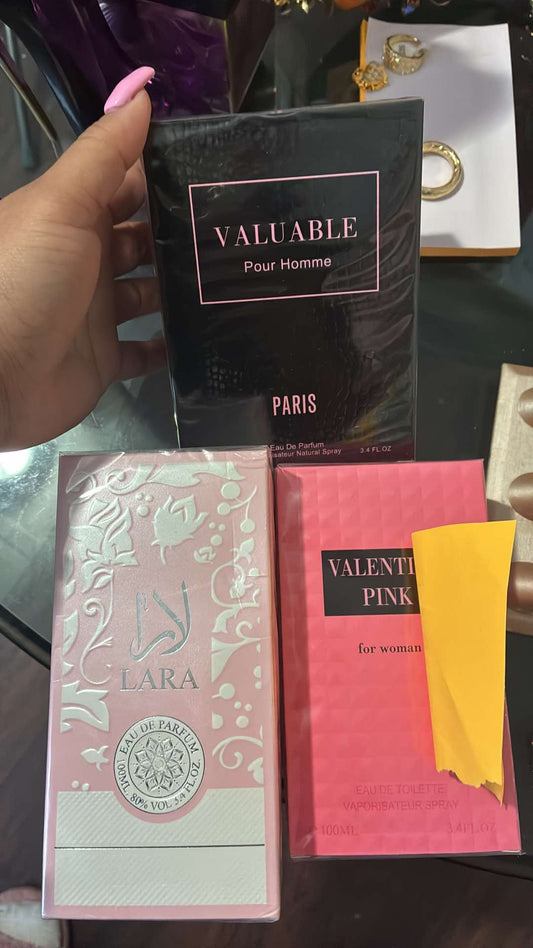 VALUABLE
Pour Homme
PARIS
Eau De Parfum
Natural Spray 3.4 FL.OZ
لارا
LARA
EAU DE PARFUM
100ML. 80% VOL 3.4 FL.OZ.
VALENTI
PINK
for woman
EAU DE TOILETTE
VAPORISATEUR SPRAY
100ML 3.4FL.OZ